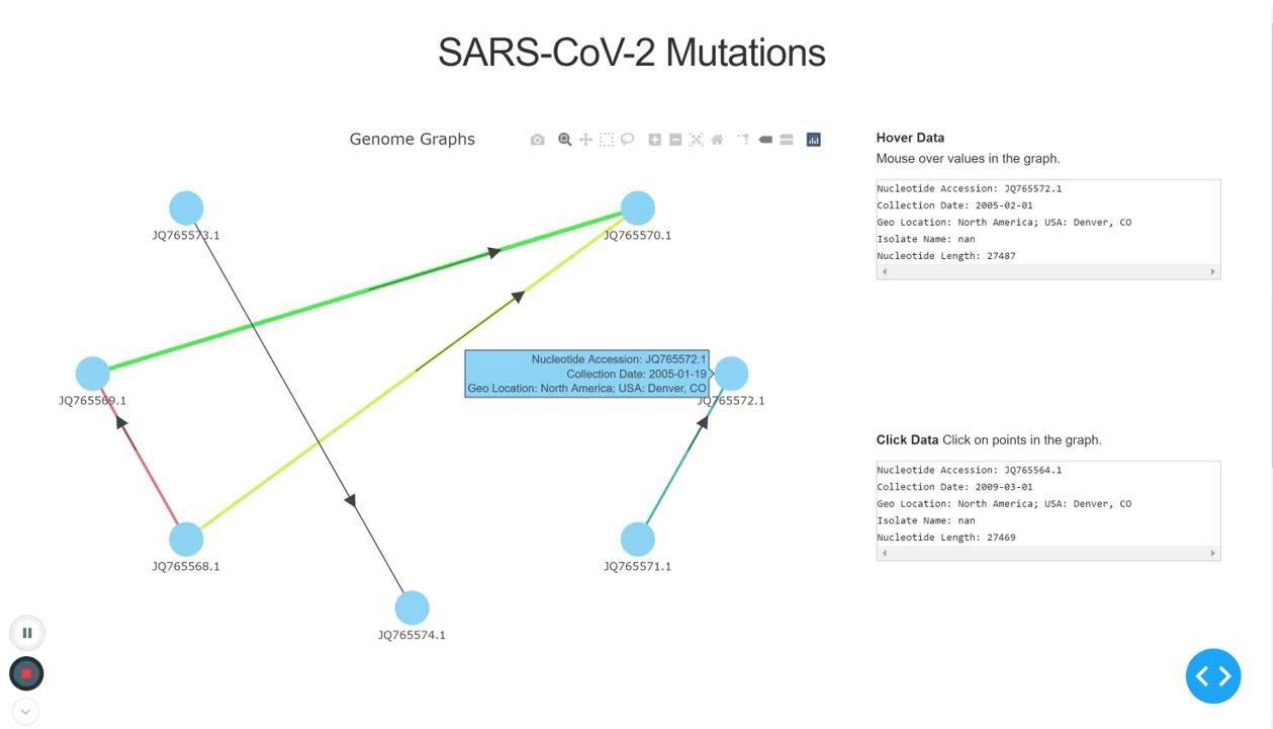 SARS-CoV-2 Mutations
Genome Graphs
JQ765573.1
JQ765570.1
Nucleotide Accession: JQ765572.1
Collection Date: 2005-01-19
Geo Location: North America; USA: Denver, CO
JQ765569.1
JQ765572.1
JQ765568.1
JQ765571.1
JQ765574.1
Hover Data
Mouse over values in the graph.
Nucleotide Accession: JQ765572.1
Collection Date: 2005-02-01
Geo Location: North America; USA: Denver, CO
Isolate Name: nan
Nucleotide Length: 27487
Click Data Click on points in the graph.
Nucleotide Accession: JQ765564.1
Collection Date: 2009-03-01
Geo Location: North America; USA: Denver, CO
Isolate Name: nan
Nucleotide Length: 27469